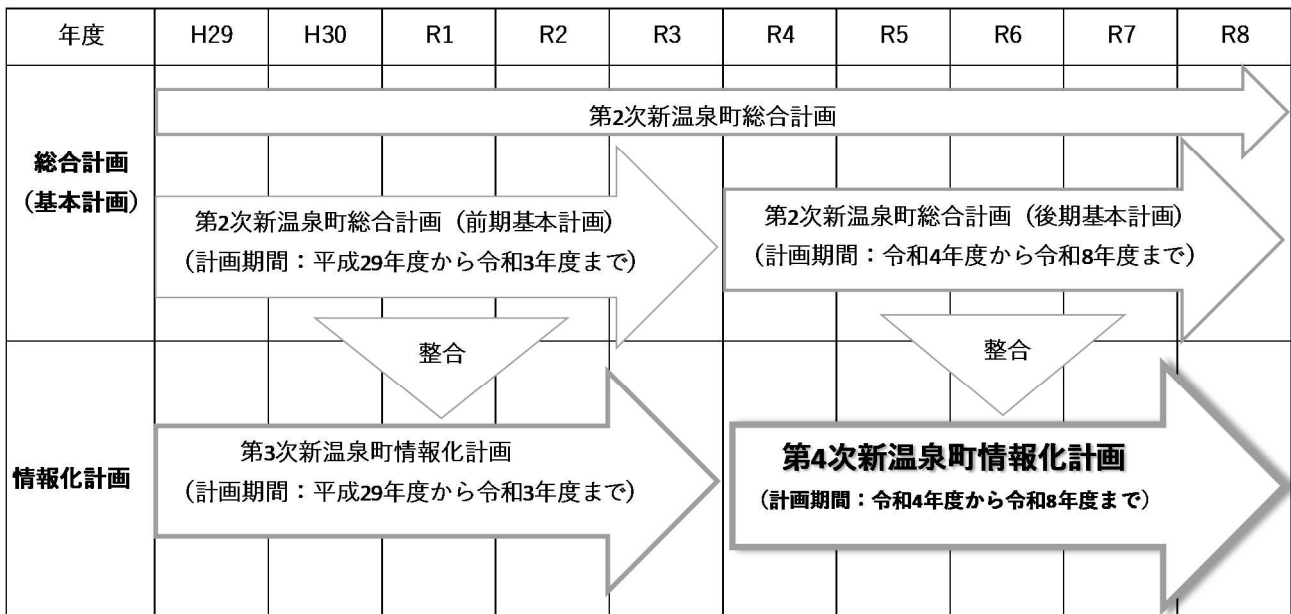 年度 H29 H30 R1 R2 R3 R4 R5 R6 R7 R8
第2次新温泉町総合計画
総合計画
（基本計画）
第2次新温泉町総合計画（前期基本計画）
（計画期間：平成29年度から令和3年度まで）
第2次新温泉町総合計画（後期基本計画）
（計画期間：令和4年度から令和8年度まで）
整合
整合
情報化計画
第3次新温泉町情報化計画
（計画期間：平成29年度から令和3年度まで）
第4次新温泉町情報化計画
（計画期間：令和4年度から令和8年度まで）